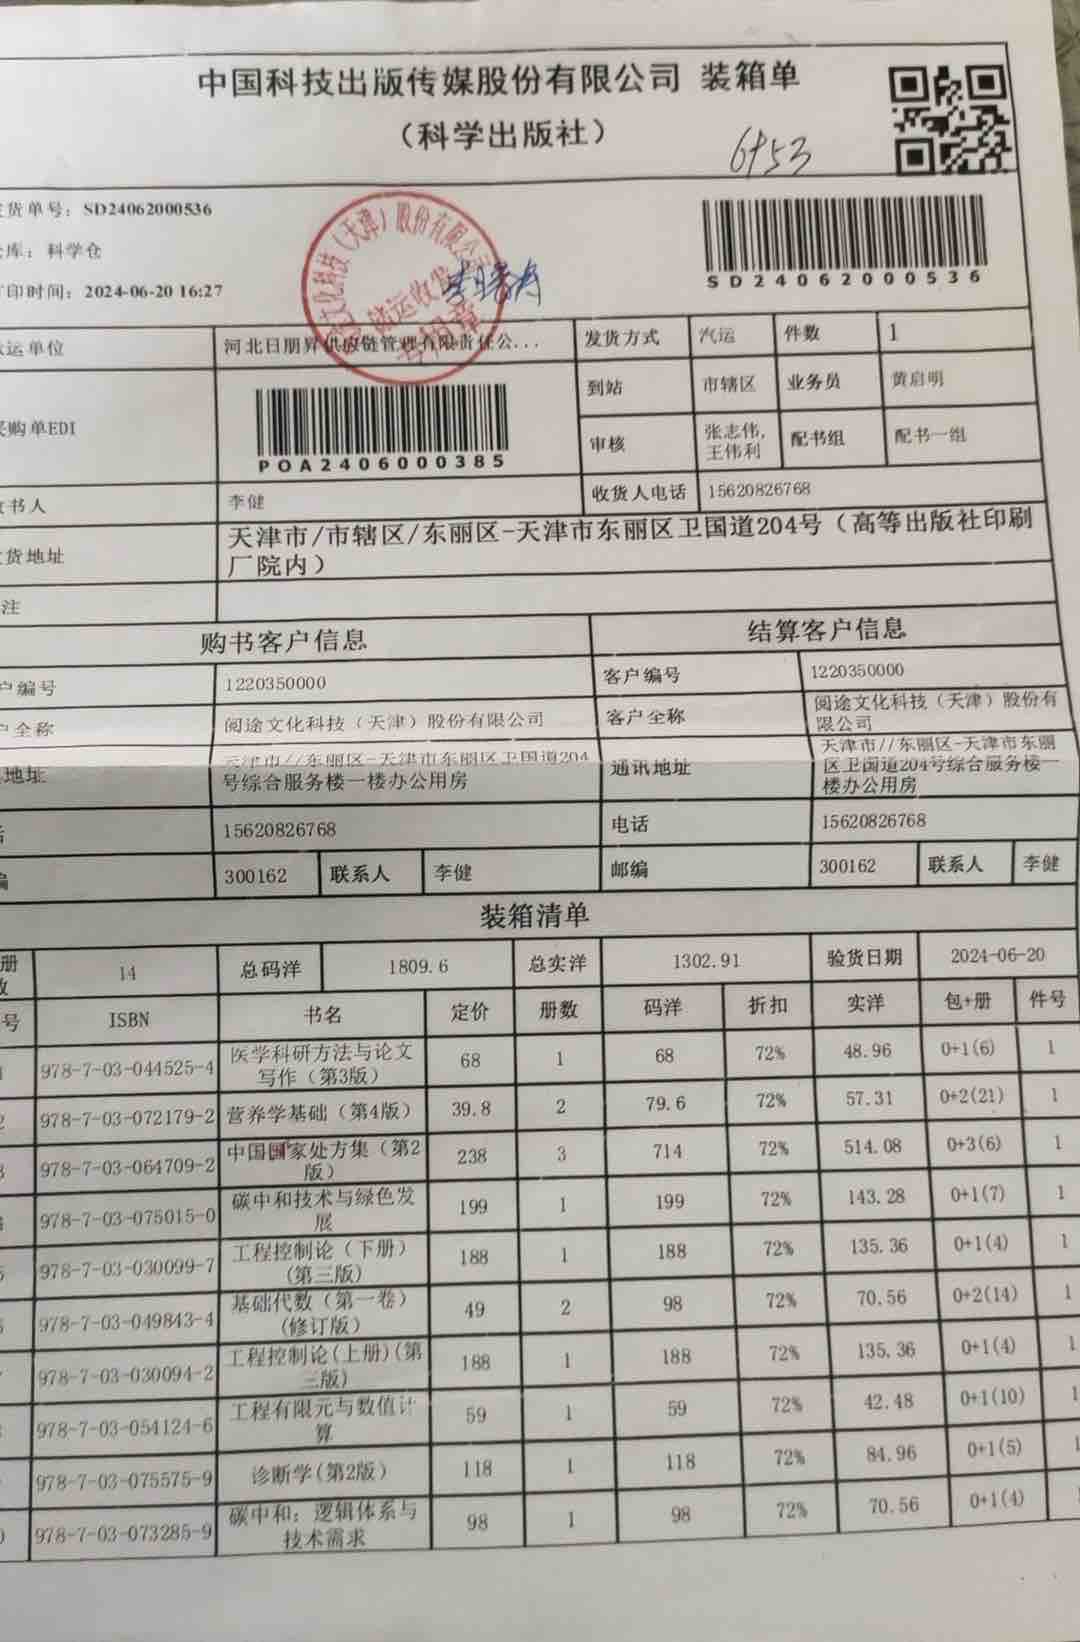 中国科技出版传媒股份有限公司 装箱单
（科学出版社）
6953
货单号：SD24062000536
库：科学仓
印时间：2024-06-20 16:27
SD24062000536
文化科技（天津）股份有限公司
储运收发
专用章
运单位 河北日朋昇供应链管理有限责任公... 发货方式 汽运 件数 1
到站 市辖区 业务员 黄启明
购单EDI
POA2406000385
审核 张志伟,王伟利 配书组 配书一组
书人 李健 收货人电话 15620826768
货地址 天津市/市辖区/东丽区-天津市东丽区卫国道204号（高等出版社印刷
厂院内）
注
购书客户信息 结算客户信息
户编号 1220350000 客户编号 1220350000
户全称 阅途文化科技（天津）股份有限公司 客户全称 阅途文化科技（天津）股份有
限公司
地址 天津市//东丽区-天津市东丽区卫国道204
号综合服务楼一楼办公用房
通讯地址 天津市//东丽区-天津市东丽
区卫国道204号综合服务楼一
楼办公用房
15620826768 电话 15620826768
300162 联系人 李健 邮编 300162 联系人 李健
装箱清单
册 14 总码洋 1809.6 总实洋 1302.91 验货日期 2024-06-20
号 ISBN 书名 定价 册数 码洋 折扣 实洋 包+册 件号
978-7-03-044525-4 医学科研方法与论文
写作（第3版） 68 1 68 72% 48.96 0+1(6) 1
978-7-03-072179-2 营养学基础（第4版） 39.8 2 79.6 72% 57.31 0+2(21) 1
978-7-03-064709-2 中国国家处方集（第2
版） 238 3 714 72% 514.08 0+3(6) 1
978-7-03-075015-0 碳中和技术与绿色发
展 199 1 199 72% 143.28 0+1(7) 1
978-7-03-030099-7 工程控制论（下册）
(第三版) 188 1 188 72% 135.36 0+1(4) 1
978-7-03-049843-4 基础代数（第一卷）
(修订版) 49 2 98 72% 70.56 0+2(14) 1
978-7-03-030094-2 工程控制论(上册)(第
三版) 188 1 188 72% 135.36 0+1(4) 1
978-7-03-054124-6 工程有限元与数值计
算 59 1 59 72% 42.48 0+1(10) 1
978-7-03-075575-9 诊断学(第2版) 118 1 118 72% 84.96 0+1(5) 1
978-7-03-073285-9 碳中和：逻辑体系与
技术需求 98 1 98 72% 70.56 0+1(4)